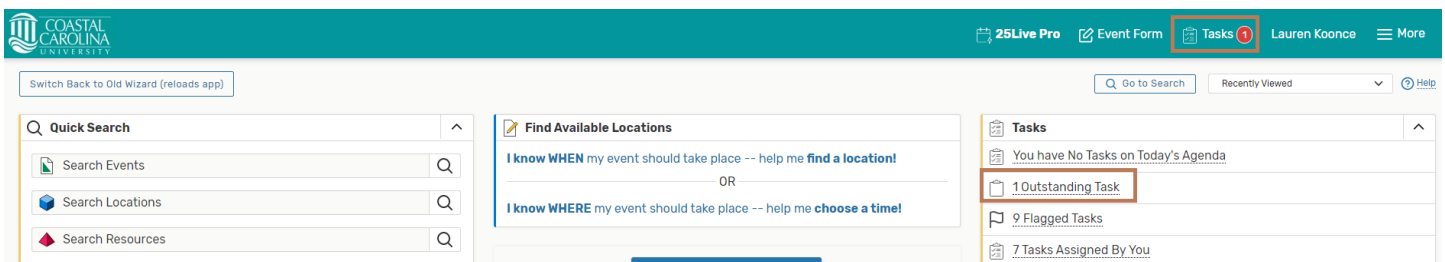 COASTAL
CAROLINA
UNIVERSITY
25Live Pro
Event Form
Tasks 1
Lauren Koonce
More
Switch Back to Old Wizard (reloads app)
Go to Search
Recently Viewed
Help
Quick Search
Search Events
Search Locations
Search Resources
Find Available Locations
I know WHEN my event should take place -- help me find a location!
OR
I know WHERE my event should take place -- help me choose a time!
Tasks
You have No Tasks on Today's Agenda
1 Outstanding Task
9 Flagged Tasks
7 Tasks Assigned By You